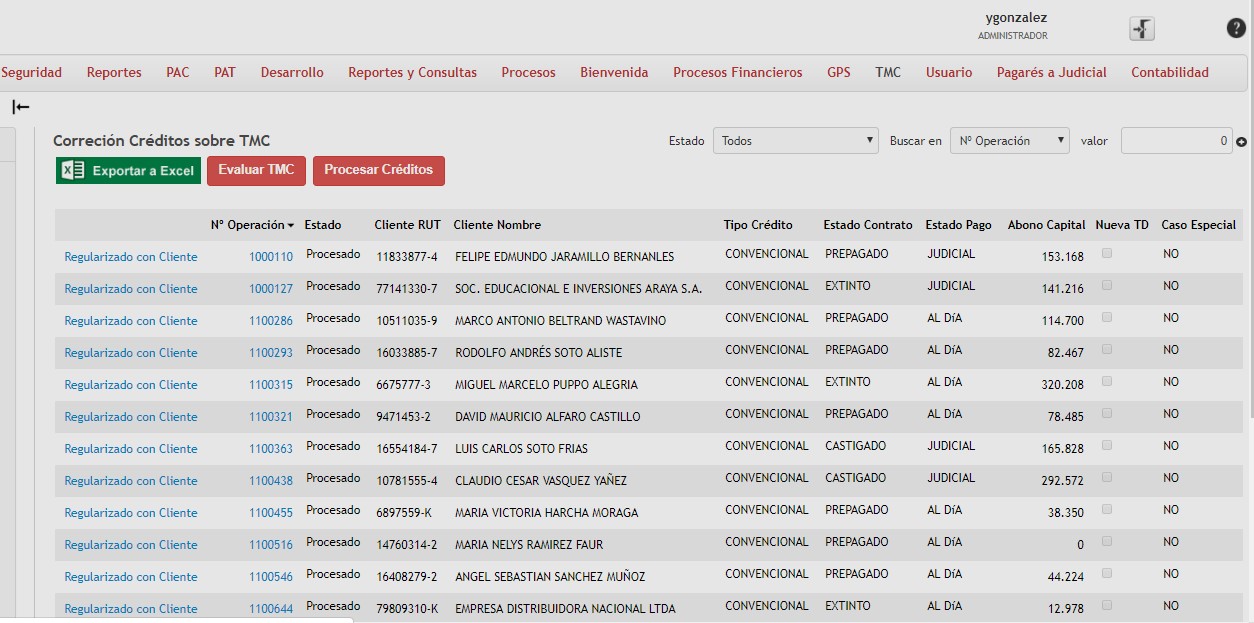 ygonzalez
ADMINISTRADOR
?
Seguridad Reportes PAC PAT Desarrollo Reportes y Consultas Procesos Bienvenida Procesos Financieros GPS TMC Usuario Pagarés a Judicial Contabilidad
Correción Créditos sobre TMC Estado Todos Buscar en Nº Operación valor 0
Exportar a Excel Evaluar TMC Procesar Créditos
Nº Operación Estado Cliente RUT Cliente Nombre Tipo Crédito Estado Contrato Estado Pago Abono Capital Nueva TD Caso Especial
Regularizado con Cliente 1000110 Procesado 11833877-4 FELIPE EDMUNDO JARAMILLO BERNANLES CONVENCIONAL PREPAGADO JUDICIAL 153.168 NO
Regularizado con Cliente 1000127 Procesado 77141330-7 SOC. EDUCACIONAL E INVERSIONES ARAYA S.A. CONVENCIONAL EXTINTO JUDICIAL 141.216 NO
Regularizado con Cliente 1100286 Procesado 10511035-9 MARCO ANTONIO BELTRAND WASTAVINO CONVENCIONAL PREPAGADO AL DíA 114.700 NO
Regularizado con Cliente 1100293 Procesado 16033885-7 RODOLFO ANDRÉS SOTO ALISTE CONVENCIONAL PREPAGADO AL DíA 82.467 NO
Regularizado con Cliente 1100315 Procesado 6675777-3 MIGUEL MARCELO PUPPO ALEGRIA CONVENCIONAL EXTINTO AL DíA 320.208 NO
Regularizado con Cliente 1100321 Procesado 9471453-2 DAVID MAURICIO ALFARO CASTILLO CONVENCIONAL PREPAGADO AL DíA 78.485 NO
Regularizado con Cliente 1100363 Procesado 16554184-7 LUIS CARLOS SOTO FRIAS CONVENCIONAL CASTIGADO JUDICIAL 165.828 NO
Regularizado con Cliente 1100438 Procesado 10781555-4 CLAUDIO CESAR VASQUEZ YAÑEZ CONVENCIONAL CASTIGADO JUDICIAL 292.572 NO
Regularizado con Cliente 1100455 Procesado 6897559-K MARIA VICTORIA HARCHA MORAGA CONVENCIONAL PREPAGADO AL DíA 38.350 NO
Regularizado con Cliente 1100516 Procesado 14760314-2 MARIA NELYS RAMIREZ FAUR CONVENCIONAL PREPAGADO AL DíA 0 NO
Regularizado con Cliente 1100546 Procesado 16408279-2 ANGEL SEBASTIAN SANCHEZ MUÑOZ CONVENCIONAL PREPAGADO AL DíA 44.224 NO
Regularizado con Cliente 1100644 Procesado 79809310-K EMPRESA DISTRIBUIDORA NACIONAL LTDA CONVENCIONAL EXTINTO AL DíA 12.978 NO